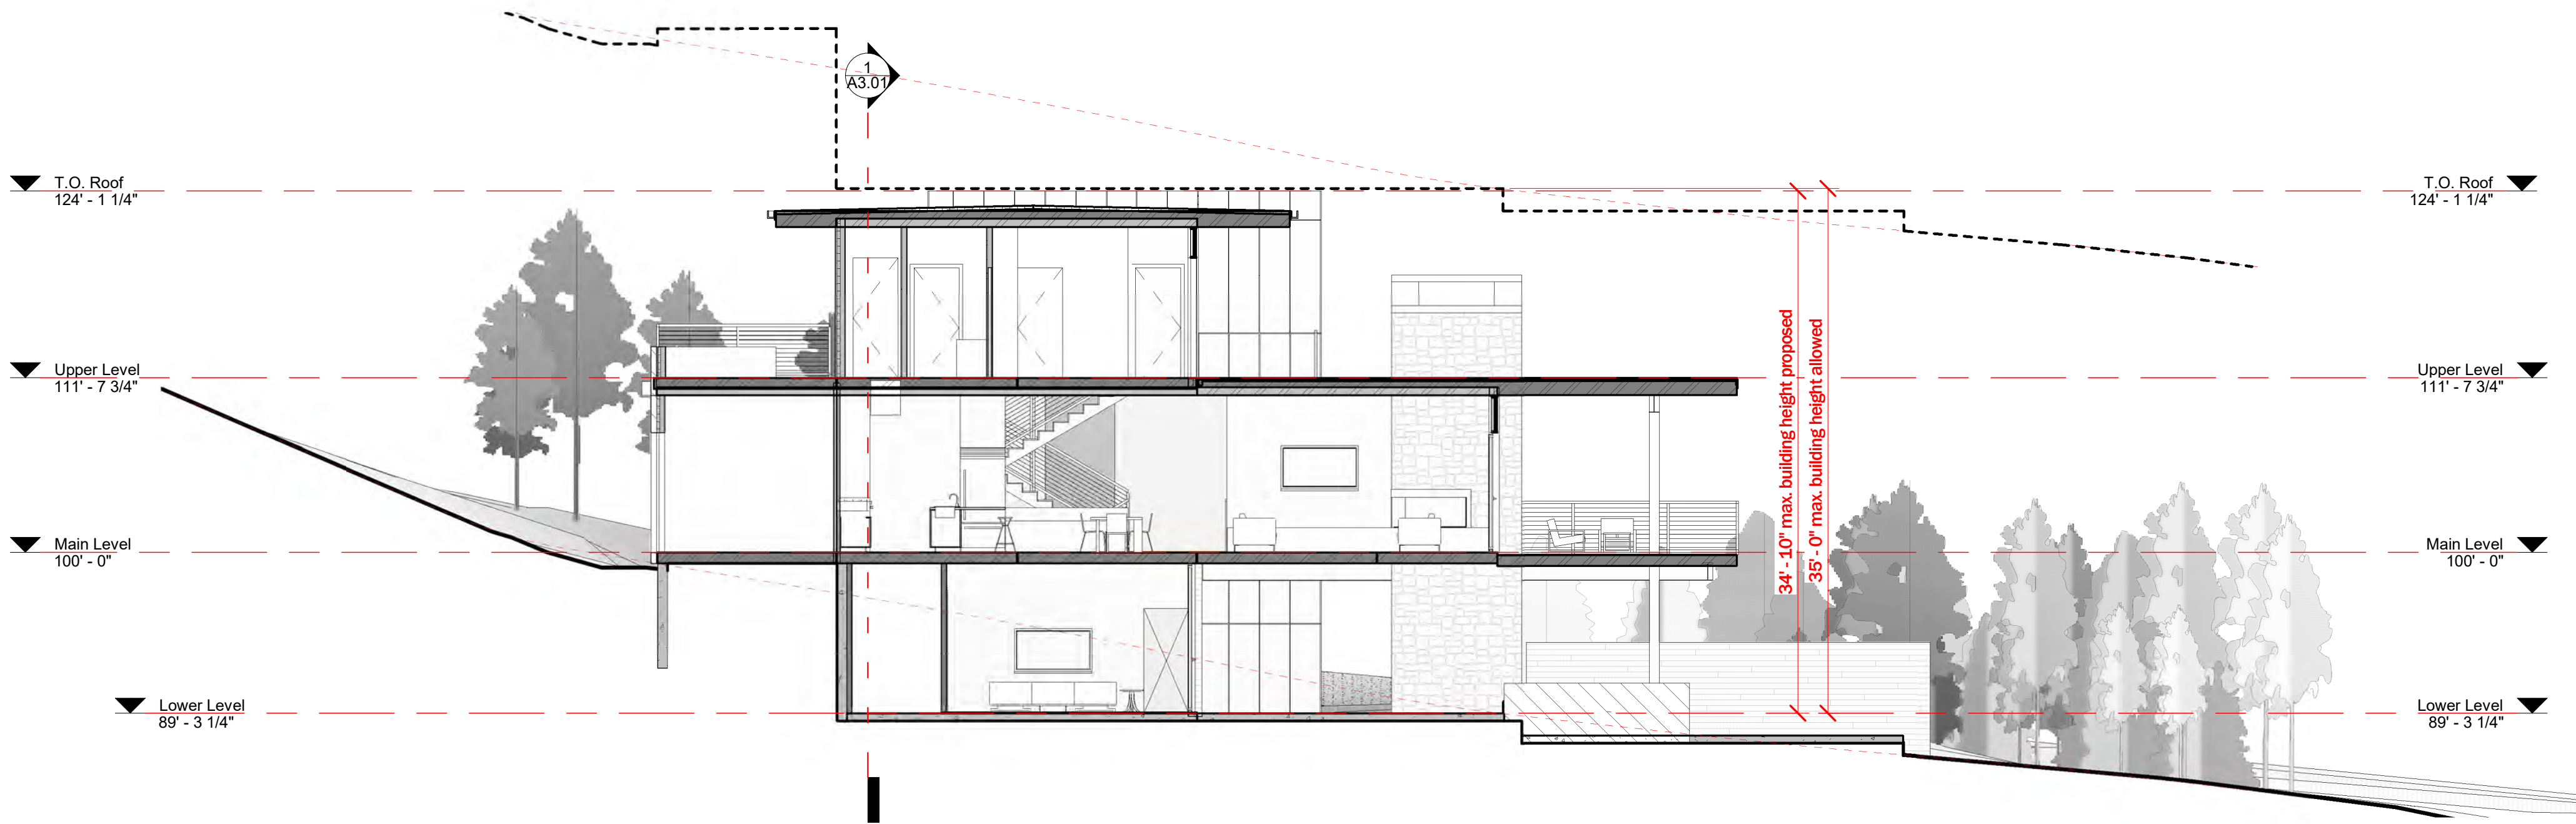 1
A3.01
T.O. Roof
124' - 1 1/4"
T.O. Roof
124' - 1 1/4"
Upper Level
111' - 7 3/4"
Upper Level
111' - 7 3/4"
34' - 10" max. building height proposed
35' - 0" max. building height allowed
Main Level
100' - 0"
Main Level
100' - 0"
Lower Level
89' - 3 1/4"
Lower Level
89' - 3 1/4"